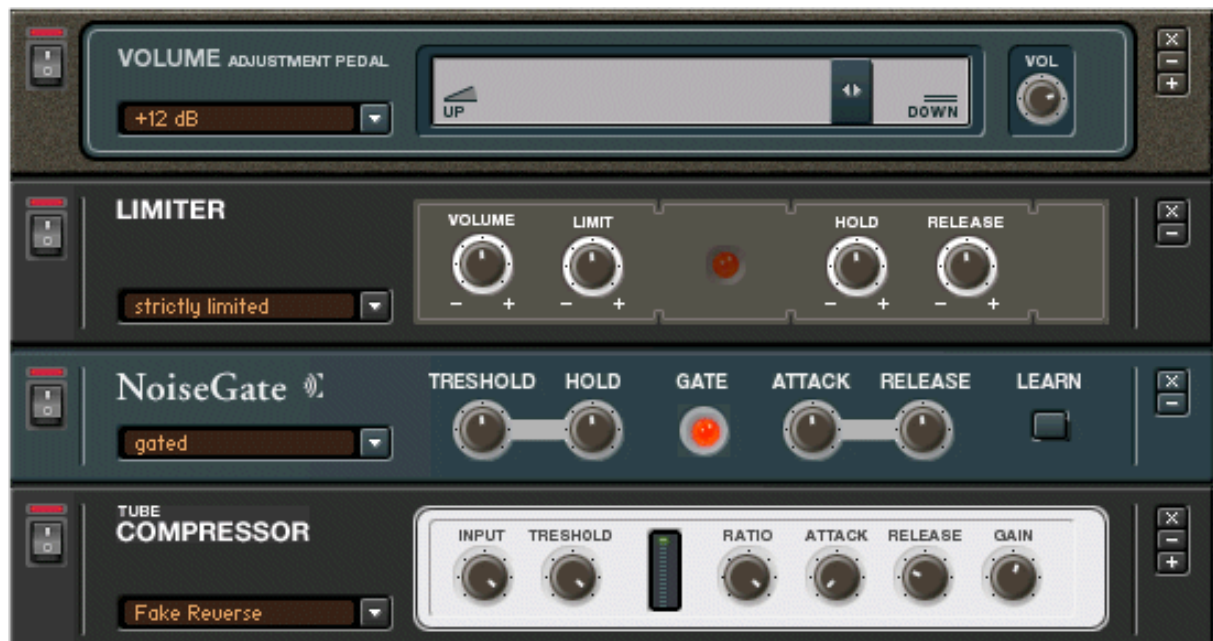 VOLUME ADJUSTMENT PEDAL
+12 dB
UP
DOWN
VOL
LIMITER
strictly limited
VOLUME
LIMIT
HOLD
RELEASE
- + - + - + - +
NoiseGate
gated
TRESHOLD HOLD GATE ATTACK RELEASE LEARN
TUBE
COMPRESSOR
Fake Reverse
INPUT TRESHOLD RATIO ATTACK RELEASE GAIN